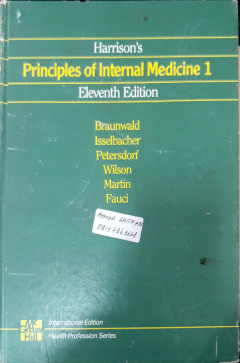 Harrison's
Principles of Internal Medicine 1
Eleventh Edition
Braunwald
Isselbacher
Petersdorf
Wilson
Martin
Fauci
International Edition
Health Profession Series